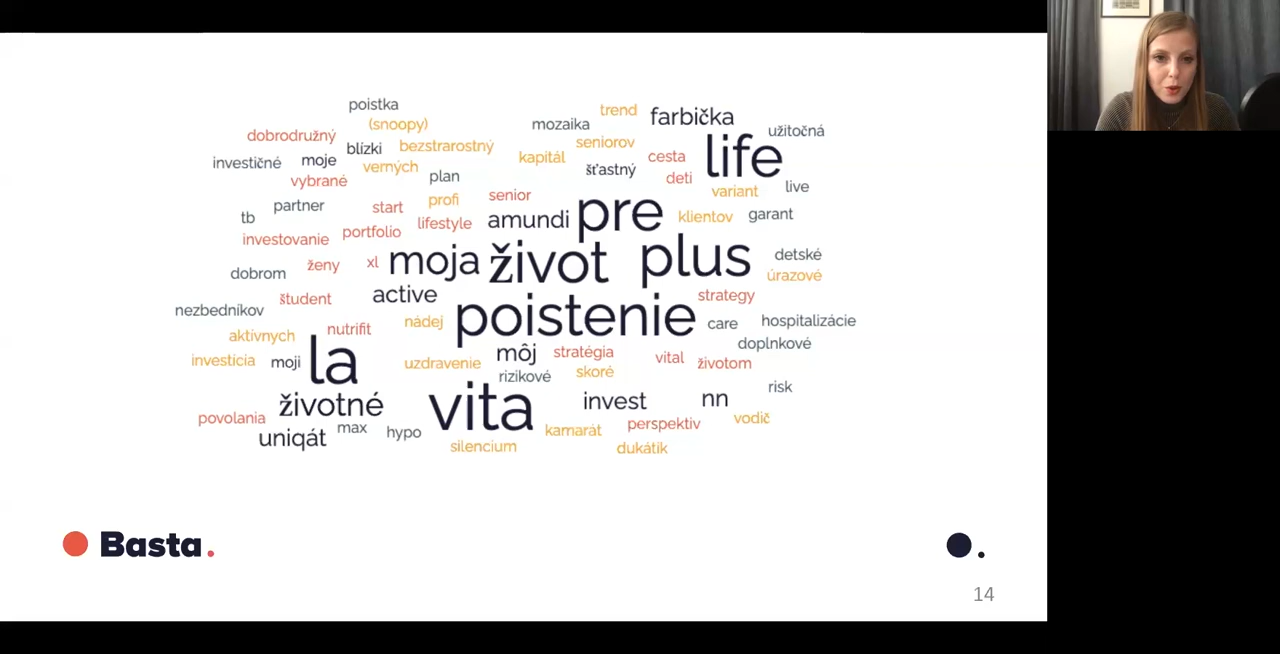 poistka
(snoopy)
trend
farbička
mozaika
užitočná
dobrodružný
blízki
bezstrarostný
seniorov
life
investičné
moje
verných
kapitál
šťastný
cesta
vybrané
plan
deti
variant
live
partner
start
profi
senior
pre
tb
portfolio
lifestyle
amundi
klientov
garant
investovanie
ženy
xl
moja
život
plus
detské
dobrom
úrazové
študent
active
strategy
nezbedníkov
nutrifit
nádej
poistenie
care
hospitalizácie
aktívnych
doplnkové
investícia
moji
la
uzdravenie
môj
stratégia
vital
životom
rizikové
skoré
risk
životné
vita
invest
nn
povolania
max
hypo
vodič
uniqát
silencium
kamarát
perspektiv
dukátik
Basta.
14